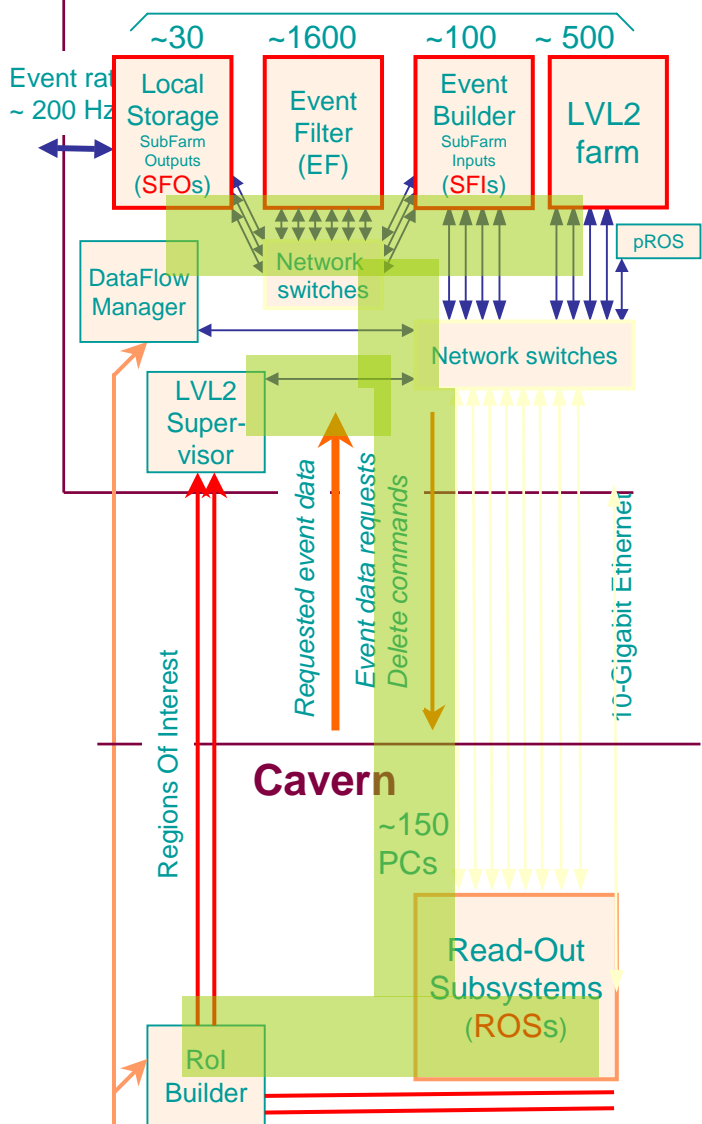 ~30
~1600
~100
~ 500
Event rat
~ 200 Hz
Local
Storage
SubFarm
Outputs
(SFOs)
Event
Filter
(EF)
Event
Builder
SubFarm
Inputs
(SFIs)
LVL2
farm
pROS
DataFlow
Manager
Network
switches
Network switches
LVL2
Super-
visor
Requested event data
Event data requests
Delete commands
10-Gigabit Ethernet
Regions Of Interest
Cavern
~150
PCs
Read-Out
Subsystems
(ROSs)
RoI
Builder